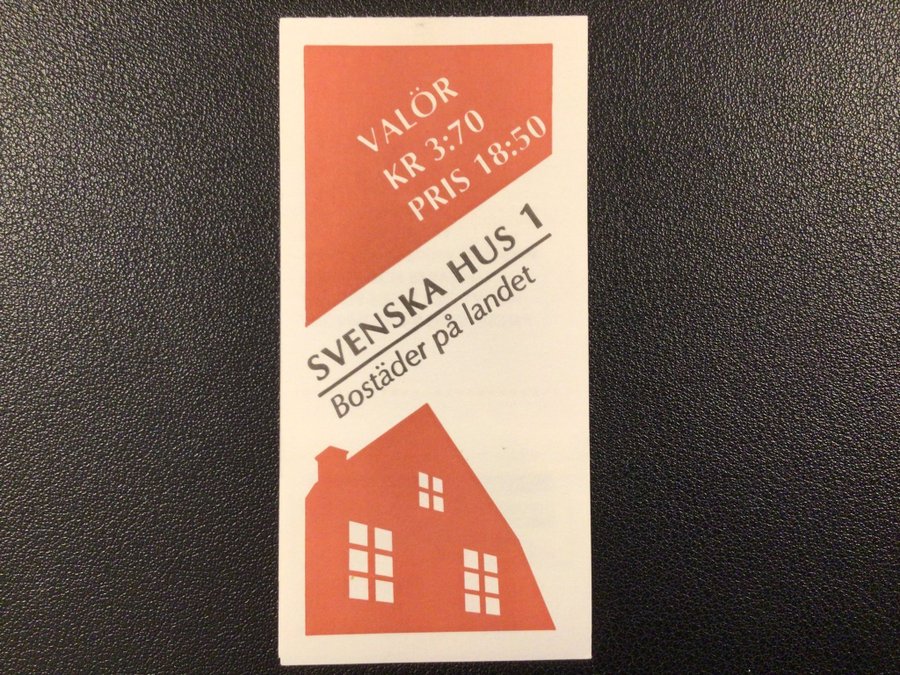 VALÖR
KR 3:70
PRIS 18:50
SVENSKA HUS 1
Bostäder på landet